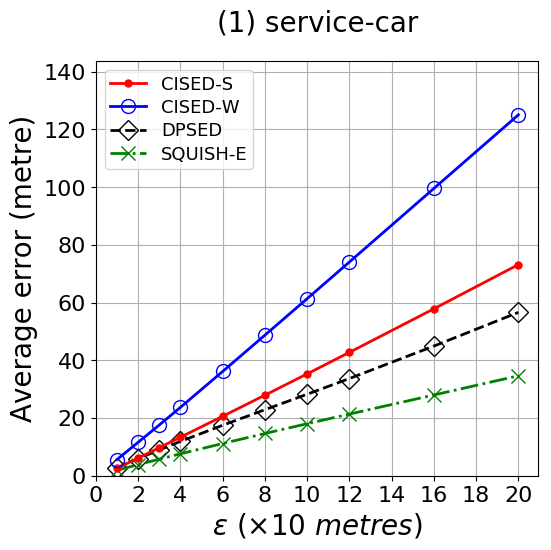 (1) service-car
Average error (metre)
140
120
100
80
60
40
20
0
CISED-S
CISED-W
DPSED
SQUISH-E
0 2 4 6 8 10 12 14 16 18 20
ε (×10 metres)